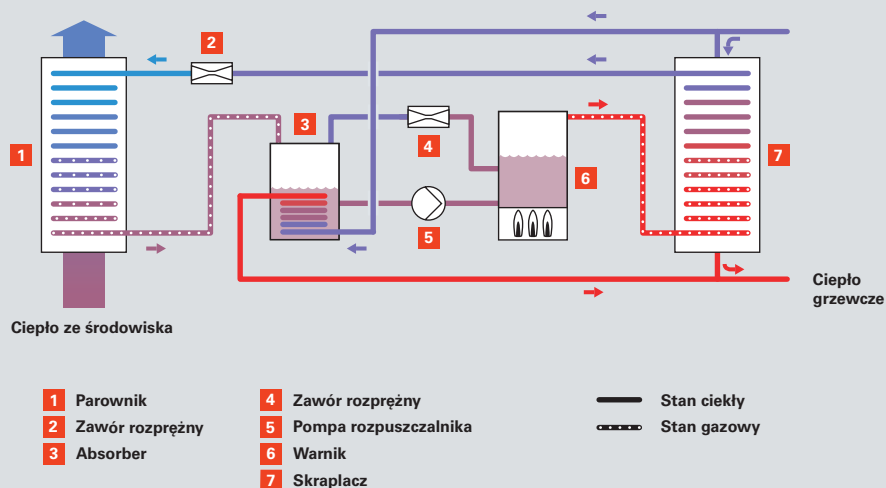 2
3
4
1
6
7
5
Ciepło
grzewcze
Ciepło ze środowiska
1 Parownik
2 Zawór rozprężny
3 Absorber
4 Zawór rozprężny
5 Pompa rozpuszczalnika
6 Warnik
7 Skraplacz
Stan ciekły
Stan gazowy